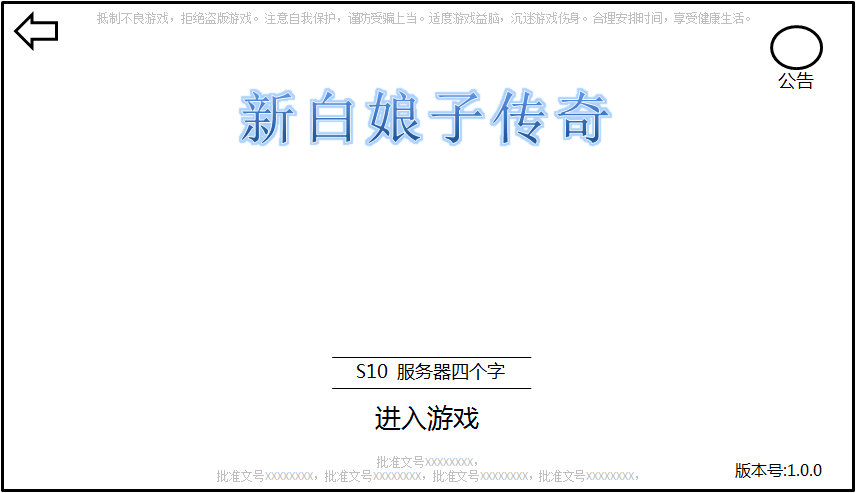 抵制不良游戏，拒绝盗版游戏。注意自我保护，谨防受骗上当。适度游戏益脑，沉迷游戏伤身。合理安排时间，享受健康生活。
公告
新白娘子传奇
S10 服务器四个字
进入游戏
批准文号XXXXXXXX，
批准文号XXXXXXXX，批准文号XXXXXXXX，批准文号XXXXXXXX，批准文号XXXXXXXX，
版本号:1.0.0